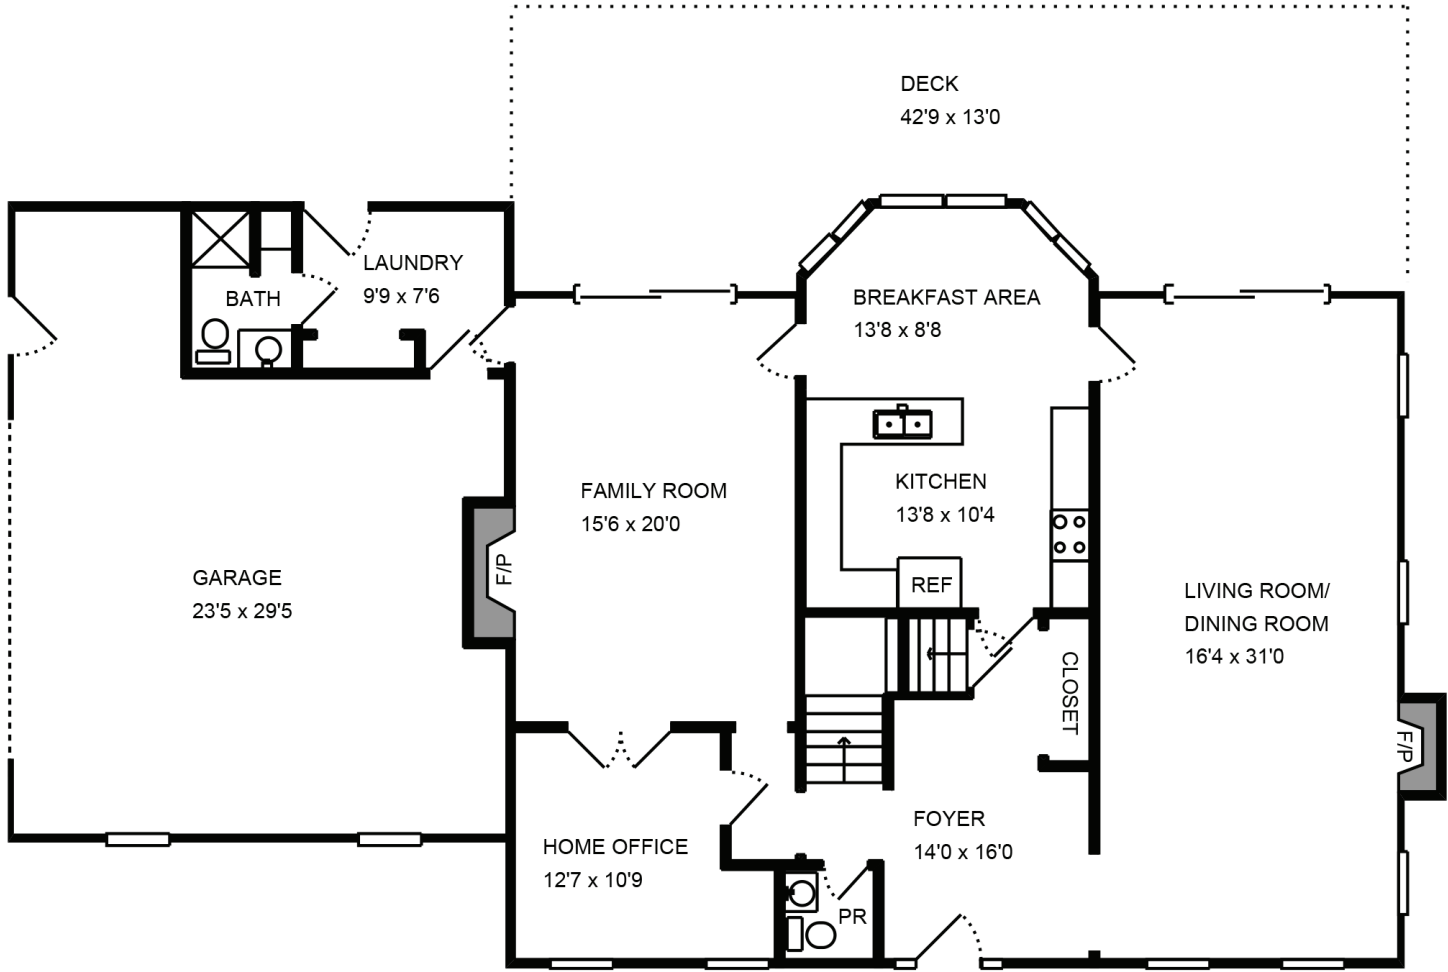 DECK
42'9 x 13'0
LAUNDRY
9'9 x 7'6
BATH
BREAKFAST AREA
13'8 x 8'8
KITCHEN
13'8 x 10'4
FAMILY ROOM
15'6 x 20'0
F/P
GARAGE
23'5 x 29'5
REF
LIVING ROOM/
DINING ROOM
16'4 x 31'0
CLOSET
F/P
FOYER
14'0 x 16'0
HOME OFFICE
12'7 x 10'9
PR